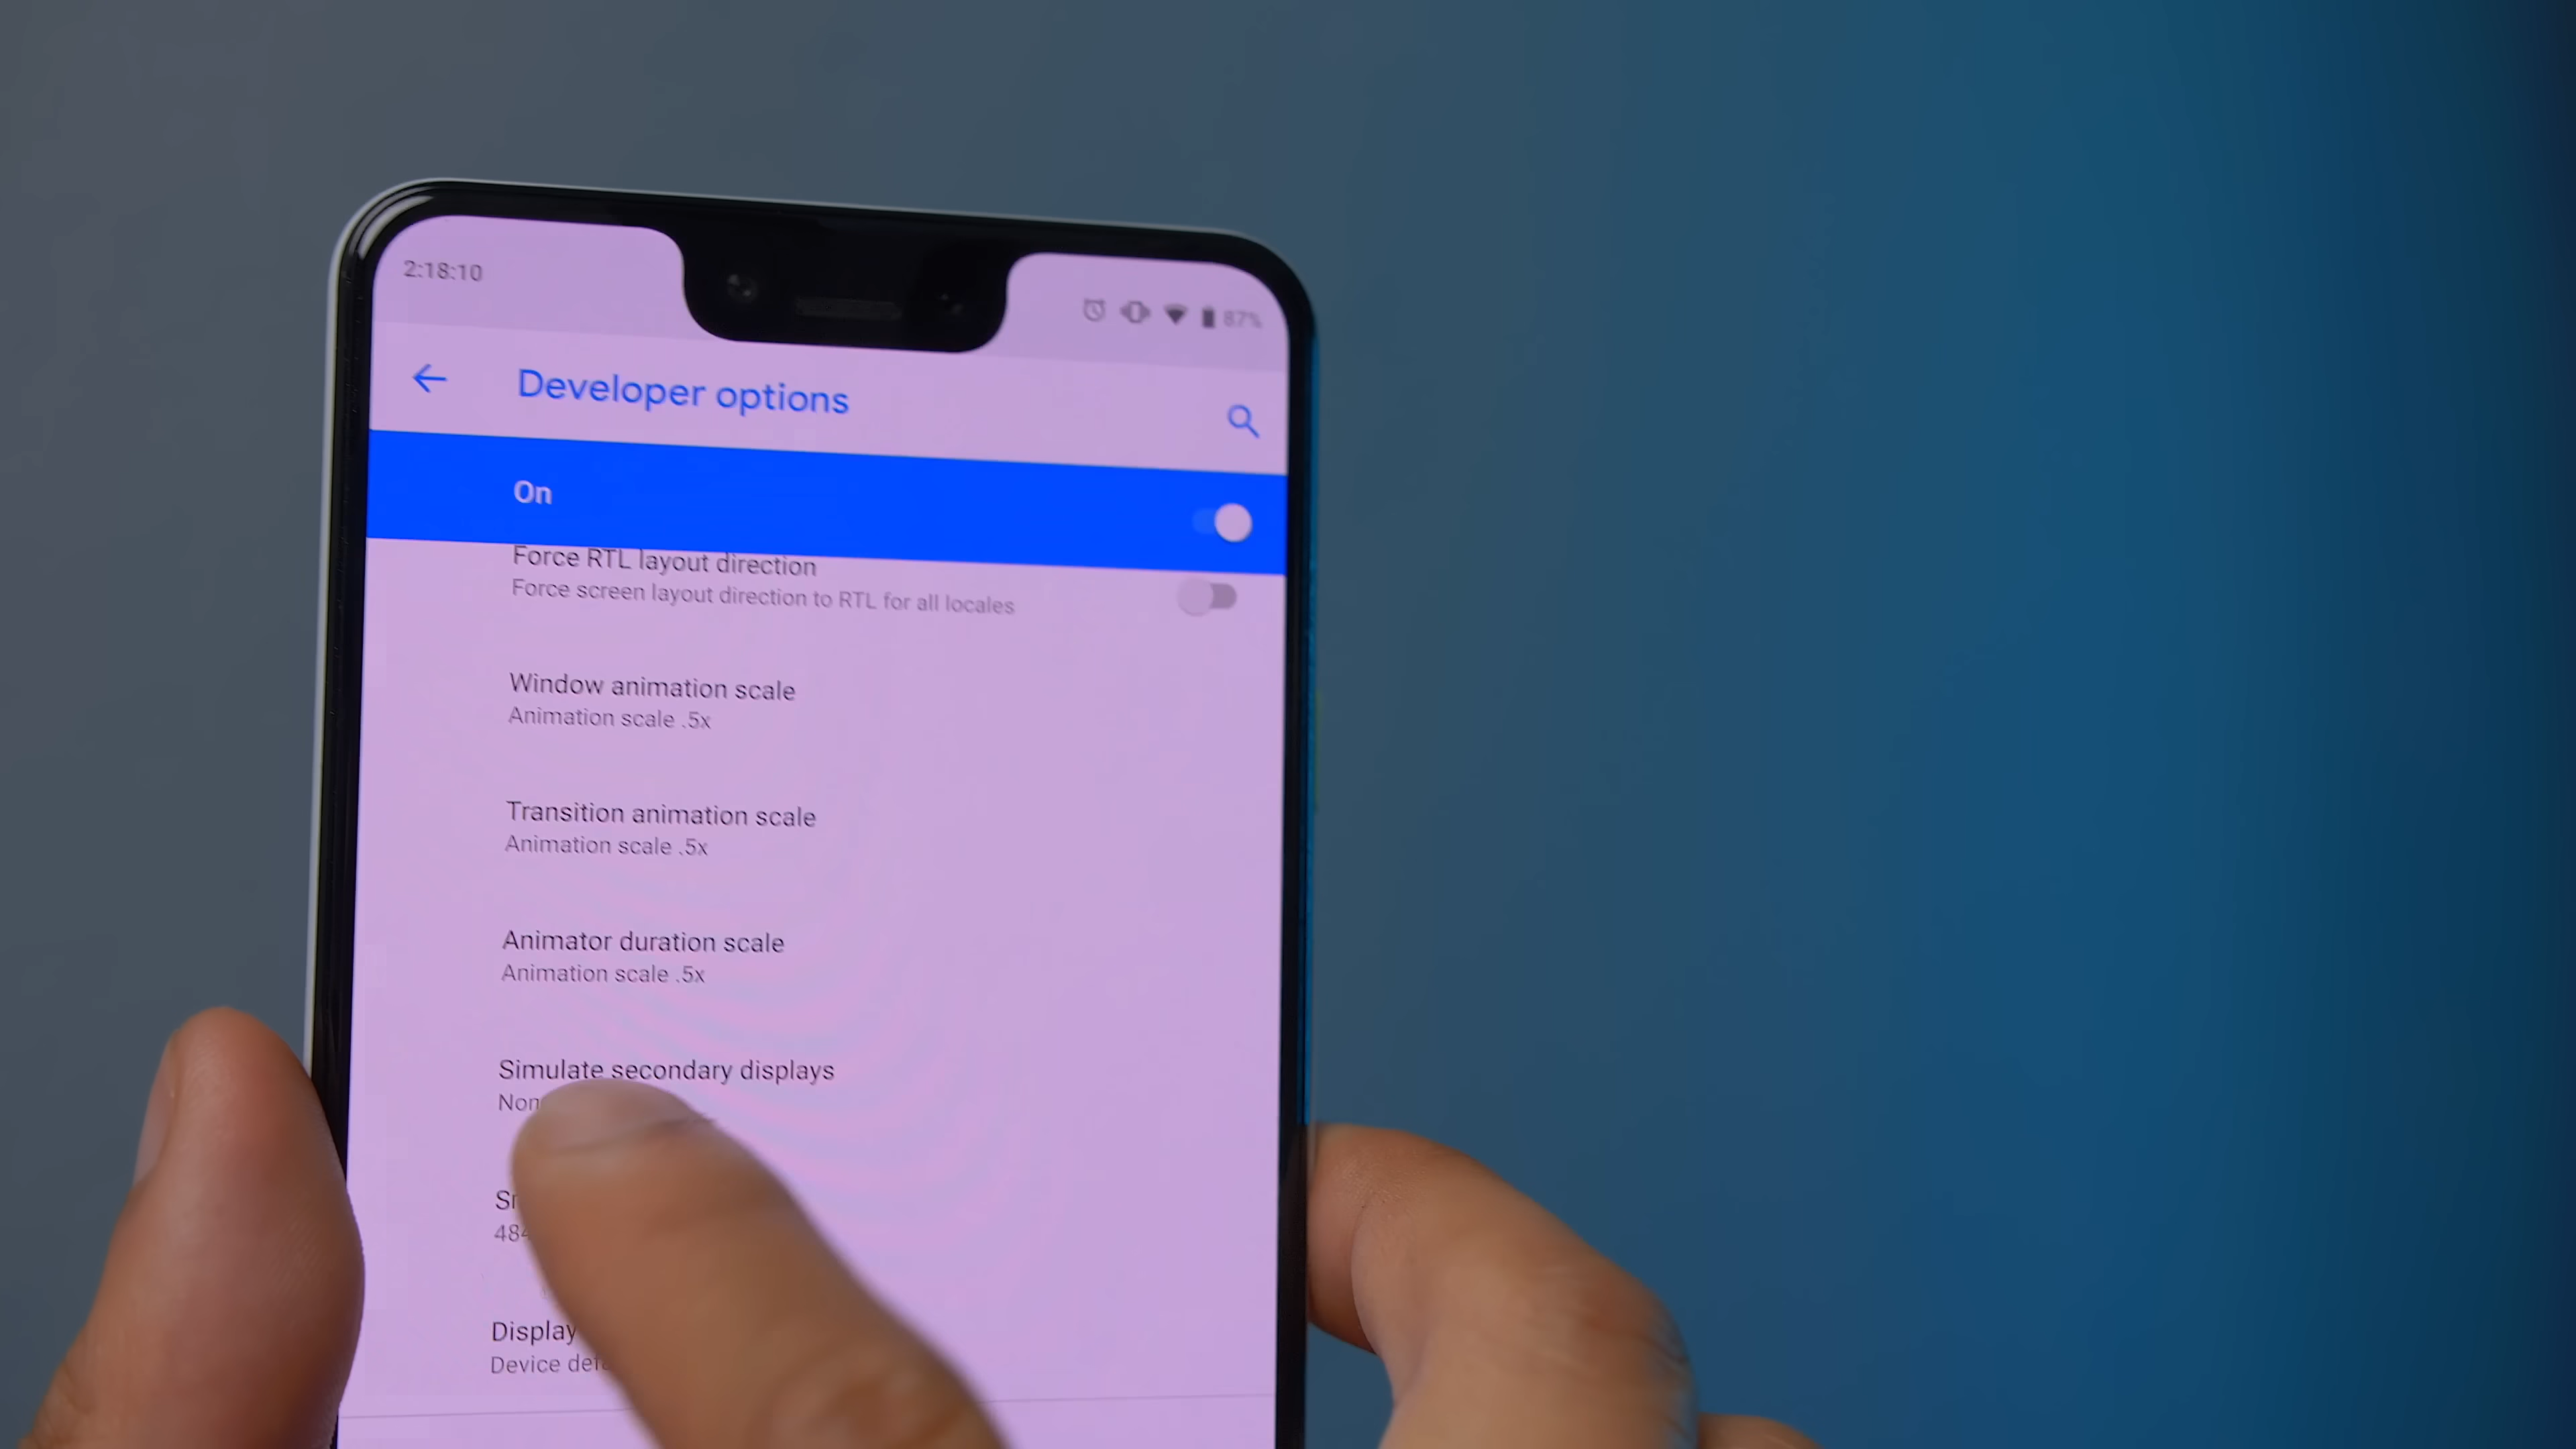 2:18:10
87%
Developer options
On
Force RTL layout direction
Force screen layout direction to RTL for all locales
Window animation scale
Animation scale .5x
Transition animation scale
Animation scale .5x
Animator duration scale
Animation scale .5x
Simulate secondary displays
Display
Device